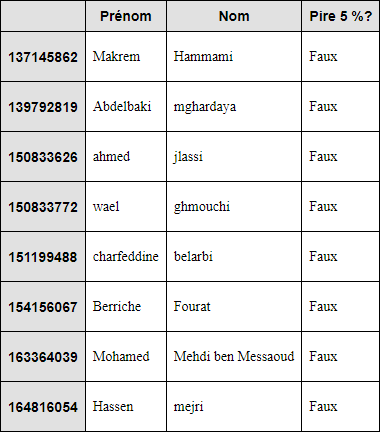 Prénom Nom Pire 5 %?
137145862 Makrem Hammami Faux
139792819 Abdelbaki mghardaya Faux
150833626 ahmed jlassi Faux
150833772 wael ghmouchi Faux
151199488 charfeddine belarbi Faux
154156067 Berriche Fourat Faux
163364039 Mohamed Mehdi ben Messaoud Faux
164816054 Hassen mejri Faux